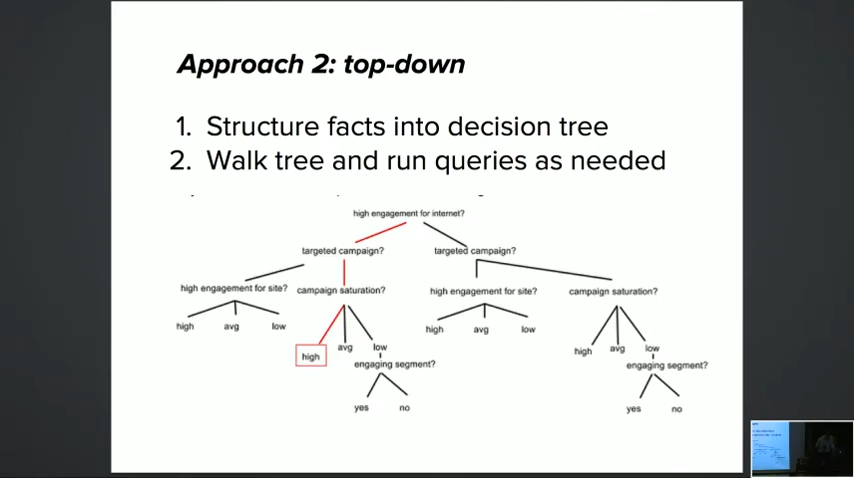 Approach 2: top-down
1. Structure facts into decision tree
2. Walk tree and run queries as needed
high engagement for internet?
targeted campaign? targeted campaign?
high engagement for site? campaign saturation? high engagement for site? campaign saturation?
high avg low high avg low high avg low high avg low
engaging segment? engaging segment?
yes no yes no